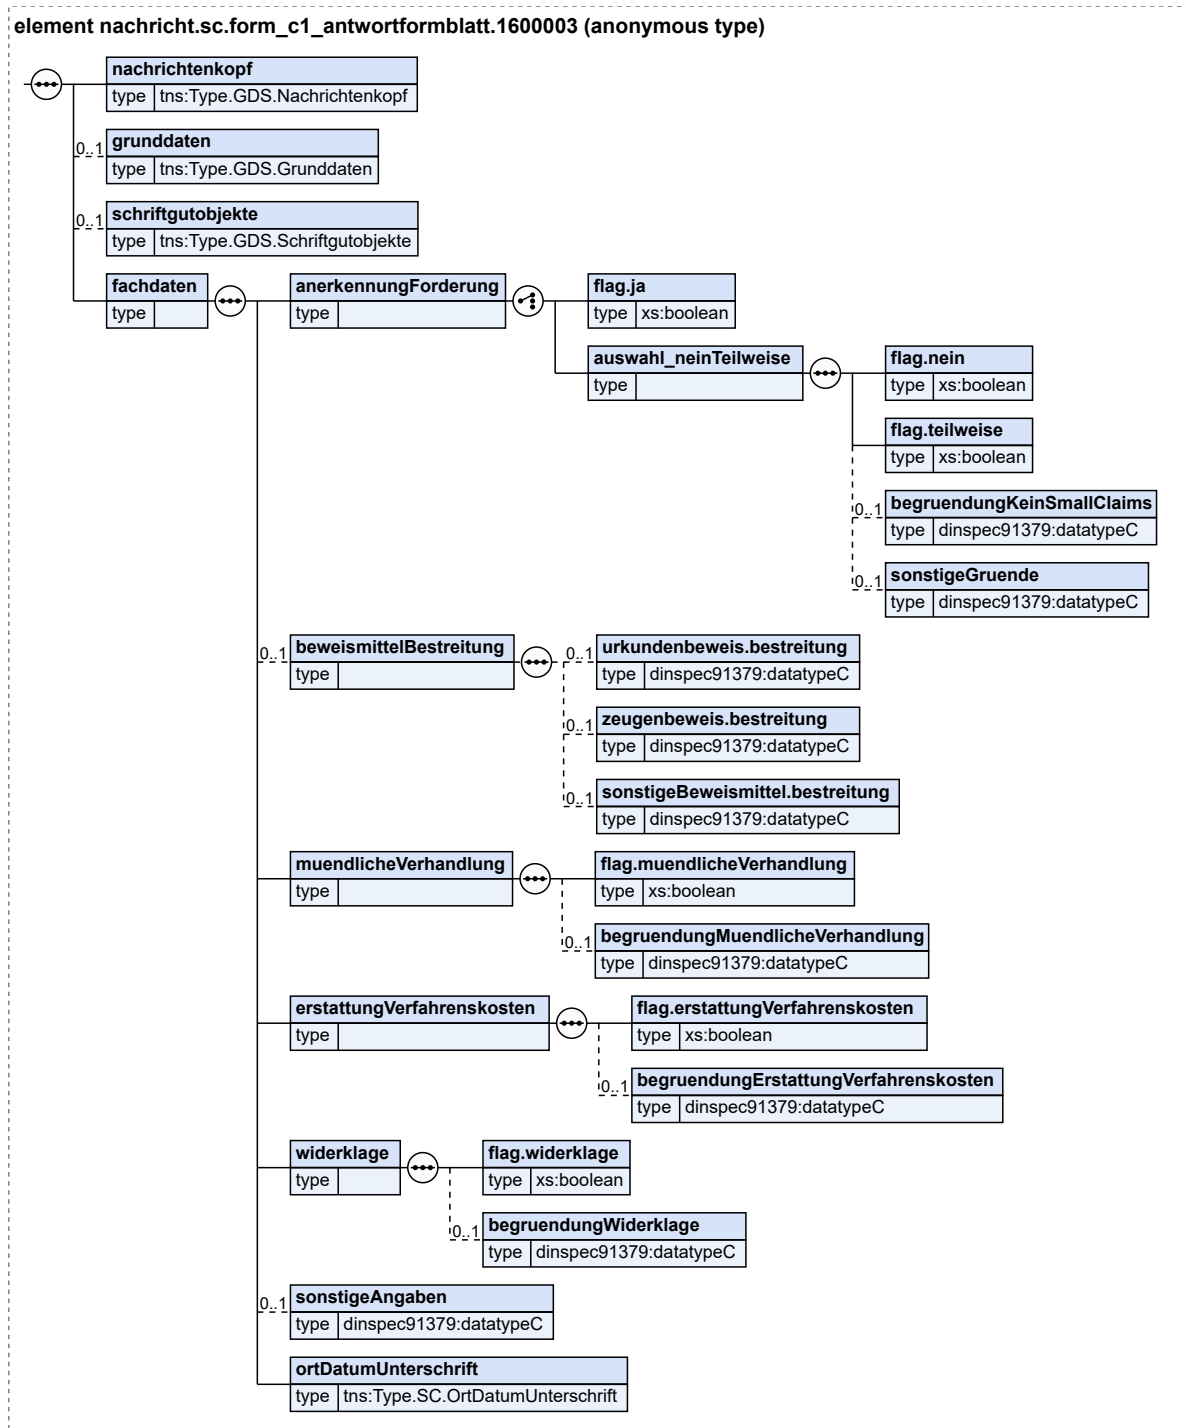 element nachricht.sc.form_c1_antwortformblatt.1600003 (anonymous type)
nachrichtenkopf
type tns:Type.GDS.Nachrichtenkopf
0..1
grunddaten
type tns:Type.GDS.Grunddaten
0..1
schriftgutobjekte
type tns:Type.GDS.Schriftgutobjekte
fachdaten
type
anerkennungForderung
type
flag.ja
type xs:boolean
auswahl_neinTeilweise
type
flag.nein
type xs:boolean
flag.teilweise
type xs:boolean
0..1
begruendungKeinSmallClaims
type dinspec91379:datatypeC
0..1
sonstigeGruende
type dinspec91379:datatypeC
0..1
beweismittelBestreitung
type
0..1
urkundenbeweis.bestreitung
type dinspec91379:datatypeC
0..1
zeugenbeweis.bestreitung
type dinspec91379:datatypeC
0..1
sonstigeBeweismittel.bestreitung
type dinspec91379:datatypeC
muendlicheVerhandlung
type
flag.muendlicheVerhandlung
type xs:boolean
0..1
begruendungMuendlicheVerhandlung
type dinspec91379:datatypeC
erstattungVerfahrenskosten
type
flag.erstattungVerfahrenskosten
type xs:boolean
0..1
begruendungErstattungVerfahrenskosten
type dinspec91379:datatypeC
widerklage
type
flag.widerklage
type xs:boolean
0..1
begruendungWiderklage
type dinspec91379:datatypeC
0..1
sonstigeAngaben
type dinspec91379:datatypeC
ortDatumUnterschrift
type tns:Type.SC.OrtDatumUnterschrift